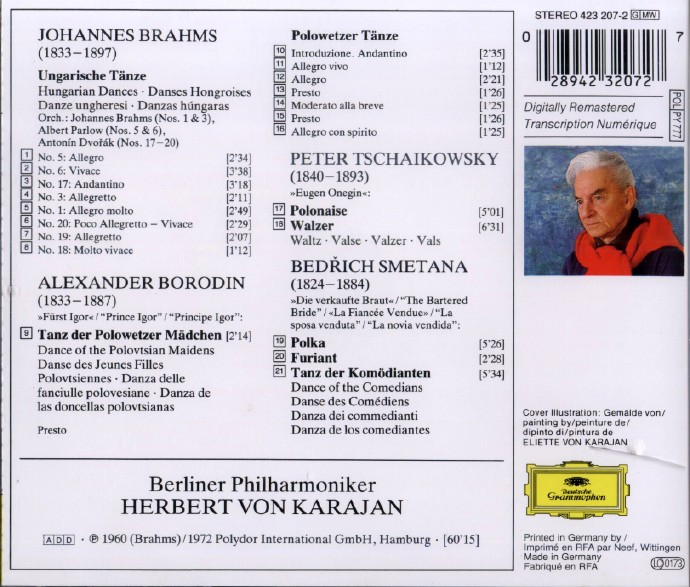 JOHANNES BRAHMS
(1833–1897)
Ungarische Tänze
Hungarian Dances · Danses Hongroises
Danze ungheresi · Danzas húngaras
Orch.: Johannes Brahms (Nos. 1 & 3),
Albert Parlow (Nos. 5 & 6),
Antonín Dvořák (Nos. 17–20)
1 No. 5: Allegro [2'34]
2 No. 6: Vivace [3'38]
3 No. 17: Andantino [3'18]
4 No. 3: Allegretto [2'11]
5 No. 1: Allegro molto [2'49]
6 No. 20: Poco Allegretto – Vivace [2'29]
7 No. 19: Allegretto [2'07]
8 No. 18: Molto vivace [1'12]
ALEXANDER BORODIN
(1833–1887)
»Fürst Igor«/"Prince Igor"/"Principe Igor":
9 Tanz der Polowetzer Mädchen [2'14]
Dance of the Polovtsian Maidens
Danse des Jeunes Filles
Polovtsiennes · Danza delle
fanciulle polovesiane · Danza de
las doncellas polovtsianas
Presto
Polowetzer Tänze
10 Introduzione. Andantino [2'35]
11 Allegro vivo [1'12]
12 Allegro [2'21]
13 Presto [1'26]
14 Moderato alla breve [1'25]
15 Presto [1'26]
16 Allegro con spirito [1'25]
PETER TSCHAIKOWSKY
(1840–1893)
»Eugen Onegin«:
17 Polonaise [5'01]
18 Walzer [6'31]
Waltz · Valse · Valzer · Vals
BEDŘICH SMETANA
(1824–1884)
»Die verkaufte Braut«/"The Bartered
Bride"/«La Fiancée Vendue»/"La
sposa venduta"/"La novia vendida":
19 Polka [5'26]
20 Furiant [2'28]
21 Tanz der Komödianten [5'34]
Dance of the Comedians
Danse des Comédiens
Danza dei commedianti
Danza de los comediantes
Berliner Philharmoniker
HERBERT VON KARAJAN
ADD · ℗ 1960 (Brahms)/1972 Polydor International GmbH, Hamburg · [60'15]
STEREO 423 207-2 G MW
0 28942 32072 7
POL PY 777
Digitally Remastered
Transcription Numérique
Cover Illustration: Gemälde von/
painting by/peinture de/
dipinto di/pintura de
ELIETTE VON KARAJAN
Deutsche
Grammophon
Printed in Germany by/
Imprimé en RFA par Neef, Wittingen
Made in Germany
Fabriqué en RFA
LC 0173